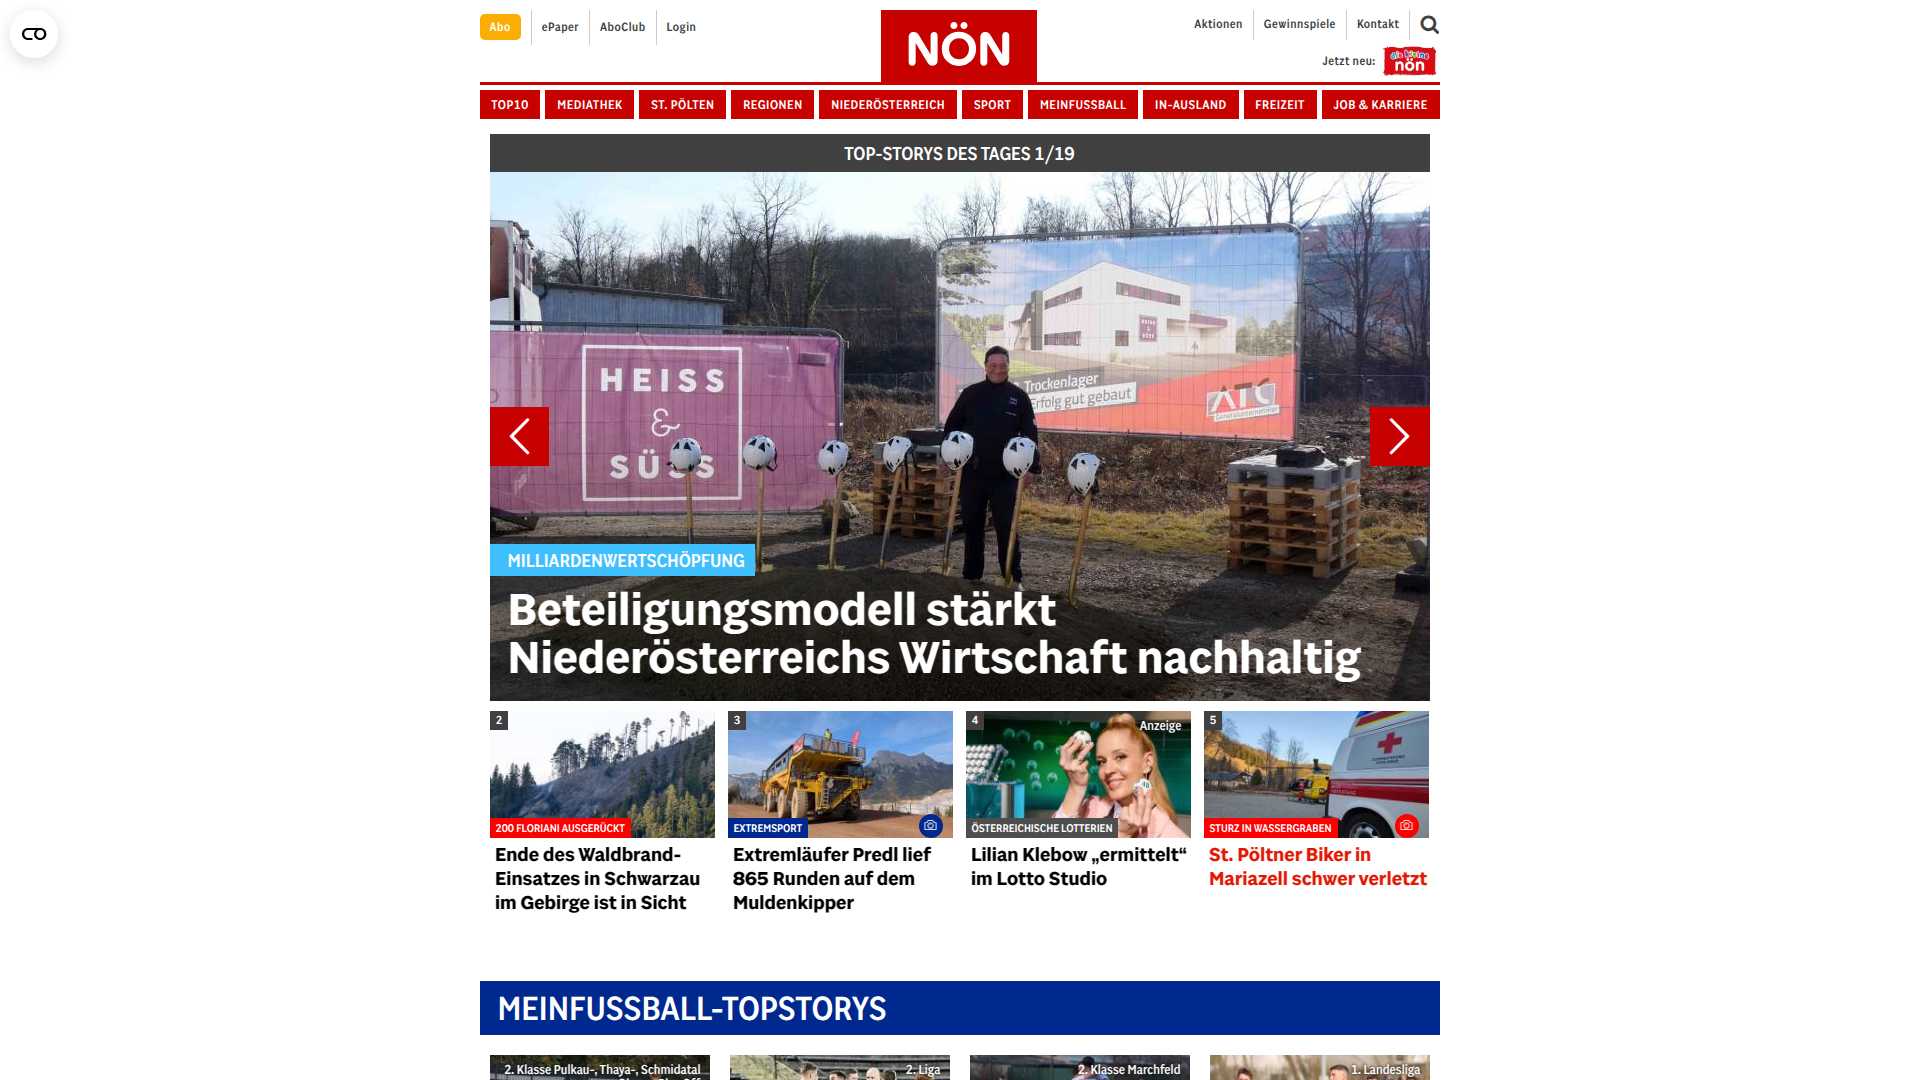 Abo
ePaper
AboClub
Login
NÖN
Aktionen
Gewinnspiele
Kontakt
Jetzt neu:
die kleine
nön
TOP10
MEDIATHEK
ST. PÖLTEN
REGIONEN
NIEDERÖSTERREICH
SPORT
MEINFUSSBALL
IN-AUSLAND
FREIZEIT
JOB & KARRIERE
TOP-STORYS DES TAGES 1/19
HEISS
&
SÜSS
Trockenlager
Erfolg gut gebaut
ATC
Generalunternehmer
MILLIARDENWERTSCHÖPFUNG
Beteiligungsmodell stärkt
Niederösterreichs Wirtschaft nachhaltig
2
200 FLORIANI AUSGERÜCKT
Ende des Waldbrand-
Einsatzes in Schwarzau
im Gebirge ist in Sicht
3
EXTREMSPORT
Extremläufer Predl lief
865 Runden auf dem
Muldenkipper
4
Anzeige
ÖSTERREICHISCHE LOTTERIEN
Lilian Klebow „ermittelt“
im Lotto Studio
5
STURZ IN WASSERGRABEN
St. Pöltner Biker in
Mariazell schwer verletzt
MEINFUSSBALL-TOPSTORYS
2. Klasse Pulkau-, Thaya-, Schmidatal
2. Liga
2. Klasse Marchfeld
1. Landesliga